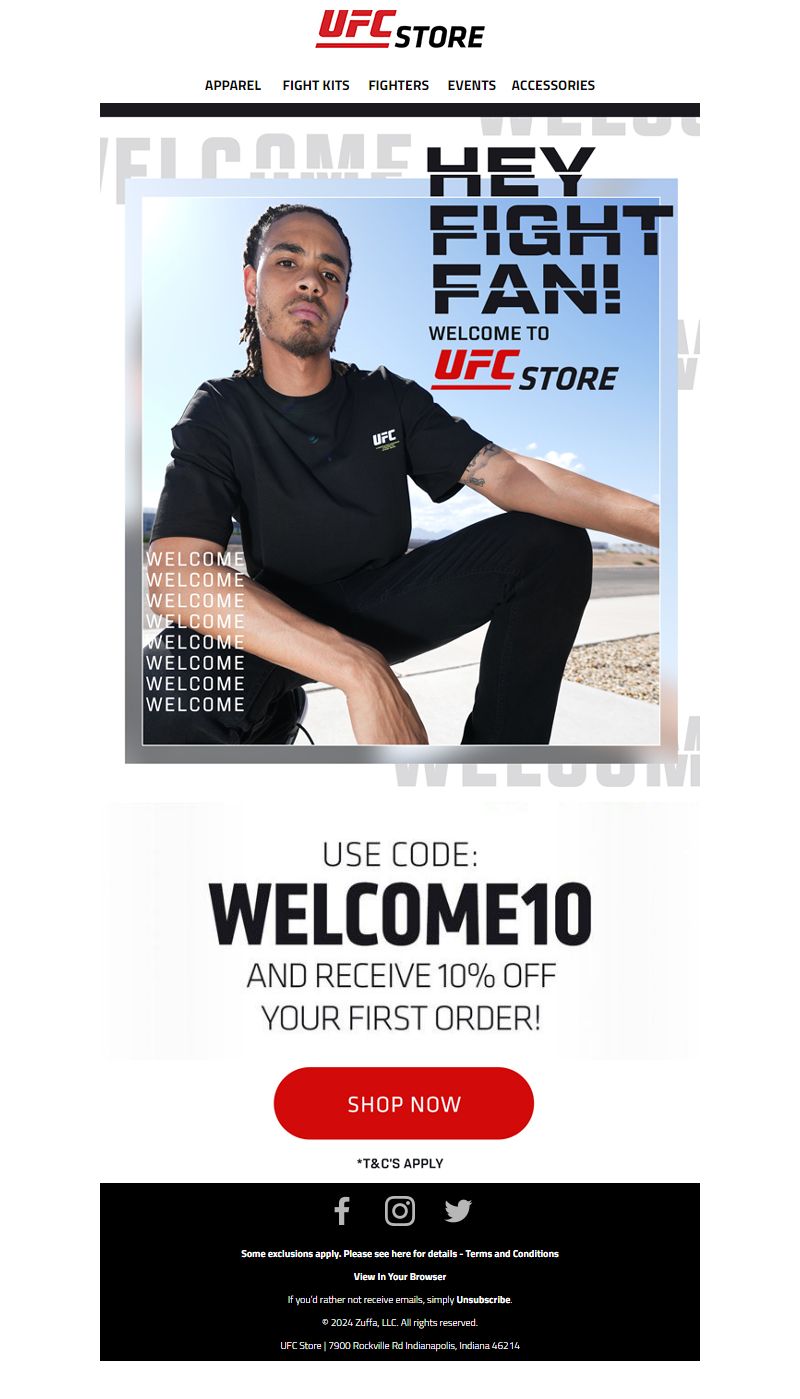 UFC STORE
APPAREL FIGHT KITS FIGHTERS EVENTS ACCESSORIES
WELCOME
HEY
FIGHT
FAN!
WELCOME TO
UFC STORE
UFC
WELCOME
WELCOME
WELCOME
WELCOME
WELCOME
WELCOME
WELCOME
WELCOME
WELCOM
USE CODE:
WELCOME10
AND RECEIVE 10% OFF
YOUR FIRST ORDER!
SHOP NOW
*T&C'S APPLY
Some exclusions apply. Please see here for details - Terms and Conditions
View In Your Browser
If you'd rather not receive emails, simply Unsubscribe.
© 2024 Zuffa, LLC. All rights reserved.
UFC Store | 7900 Rockville Rd Indianapolis, Indiana 46214